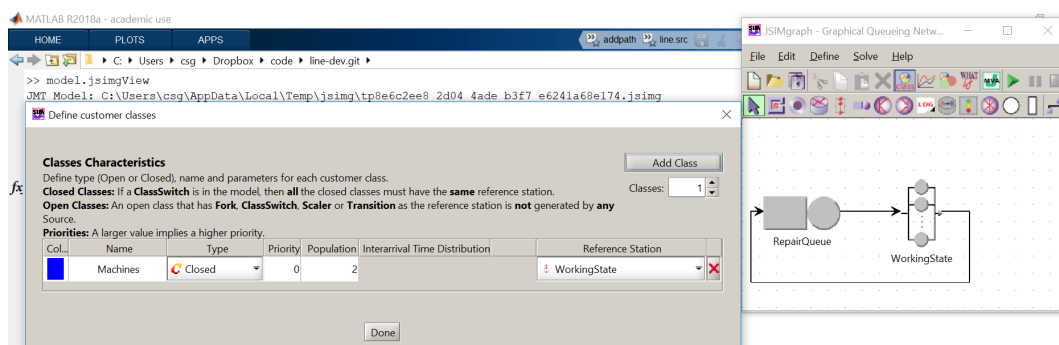 MATLAB R2018a - academic use
HOME PLOTS APPS
addpath line.src
C: Users csg Dropbox code line-dev.git
>> model.jsimgView
JMT Model: C:\Users\csg\AppData\Local\Temp\jsimg\tp8e6c2ee8_2d04_4ade_b3f7_e6241a68e174.jsimg
fx
Define customer classes
Classes Characteristics
Define type (Open or Closed), name and parameters for each customer class.
Closed Classes: If a ClassSwitch is in the model, then all the closed classes must have the same reference station.
Open Classes: An open class that has Fork, ClassSwitch, Scaler or Transition as the reference station is not generated by any
Source.
Priorities: A larger value implies a higher priority.
Add Class
Classes: 1
Col... Name Type Priority Population Interarrival Time Distribution Reference Station
Machines C Closed 0 2 WorkingState
Done
JSIMgraph - Graphical Queueing Netw...
File Edit Define Solve Help
CLASS WHAT IF MVA
LOG
RepairQueue
WorkingState